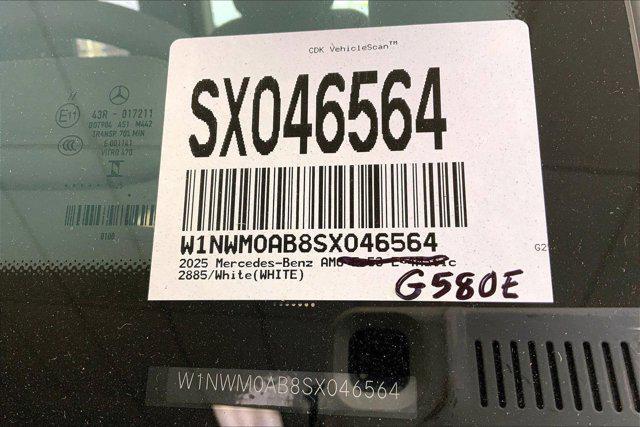 CDK VehicleScan™
SX046564
W1NWM0AB8SX046564
2025 Mercedes-Benz AMG
2885/White(WHITE)
G580E
E11
43R - 017211
TRANSP. 70% MIN
W1NWM0AB8SX046564